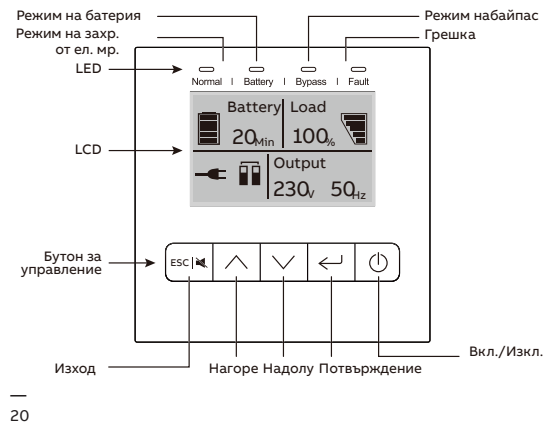 Режим на батерия
Режим набайпас
Режим на захр.
от ел. мр.
Грешка
LED
Normal | Battery | Bypass | Fault
LCD
Battery Load
20Min 100%
Output
230V 50Hz
Бутон за
управление
ESC
Изход
Нагоре Надолу Потвърждение
Вкл./Изкл.
—
20